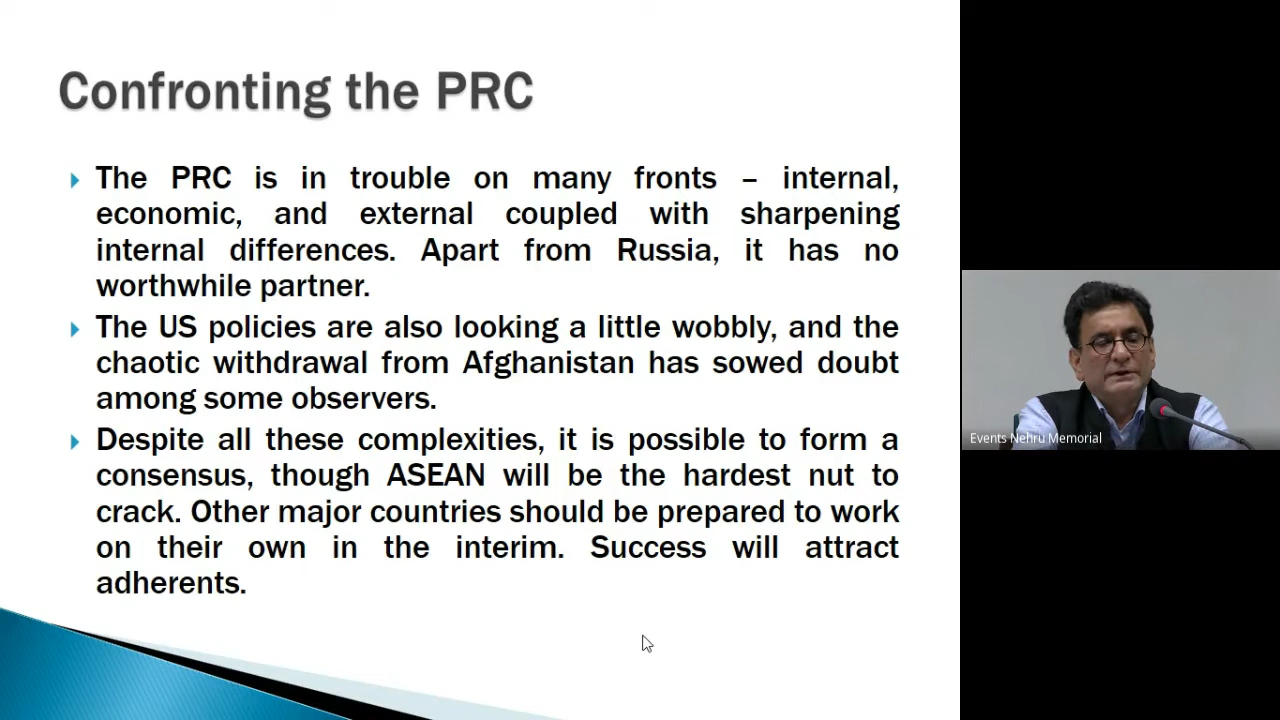 Confronting the PRC
The PRC is in trouble on many fronts – internal,
economic, and external coupled with sharpening
internal differences. Apart from Russia, it has no
worthwhile partner.
The US policies are also looking a little wobbly, and the
chaotic withdrawal from Afghanistan has sowed doubt
among some observers.
Despite all these complexities, it is possible to form a
consensus, though ASEAN will be the hardest nut to
crack. Other major countries should be prepared to work
on their own in the interim. Success will attract
adherents.
Events Nehru Memorial